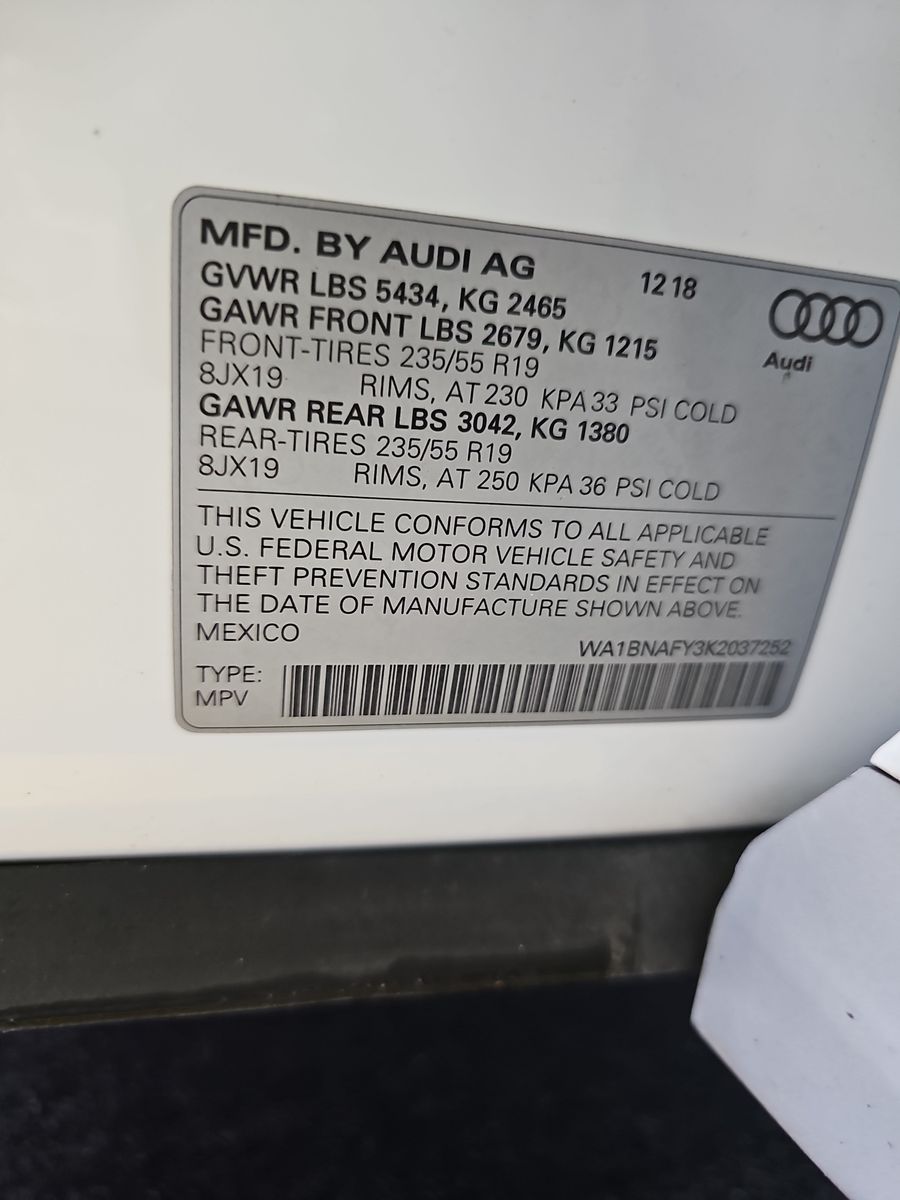 MFD. BY AUDI AG 12 18
GVWR LBS 5434, KG 2465
GAWR FRONT LBS 2679, KG 1215
Audi
FRONT-TIRES 235/55 R19
8JX19 RIMS, AT 230 KPA 33 PSI COLD
GAWR REAR LBS 3042, KG 1380
REAR-TIRES 235/55 R19
8JX19 RIMS, AT 250 KPA 36 PSI COLD
THIS VEHICLE CONFORMS TO ALL APPLICABLE
U.S. FEDERAL MOTOR VEHICLE SAFETY AND
THEFT PREVENTION STANDARDS IN EFFECT ON
THE DATE OF MANUFACTURE SHOWN ABOVE.
MEXICO WA1BNAFY3K2037252
TYPE:
MPV